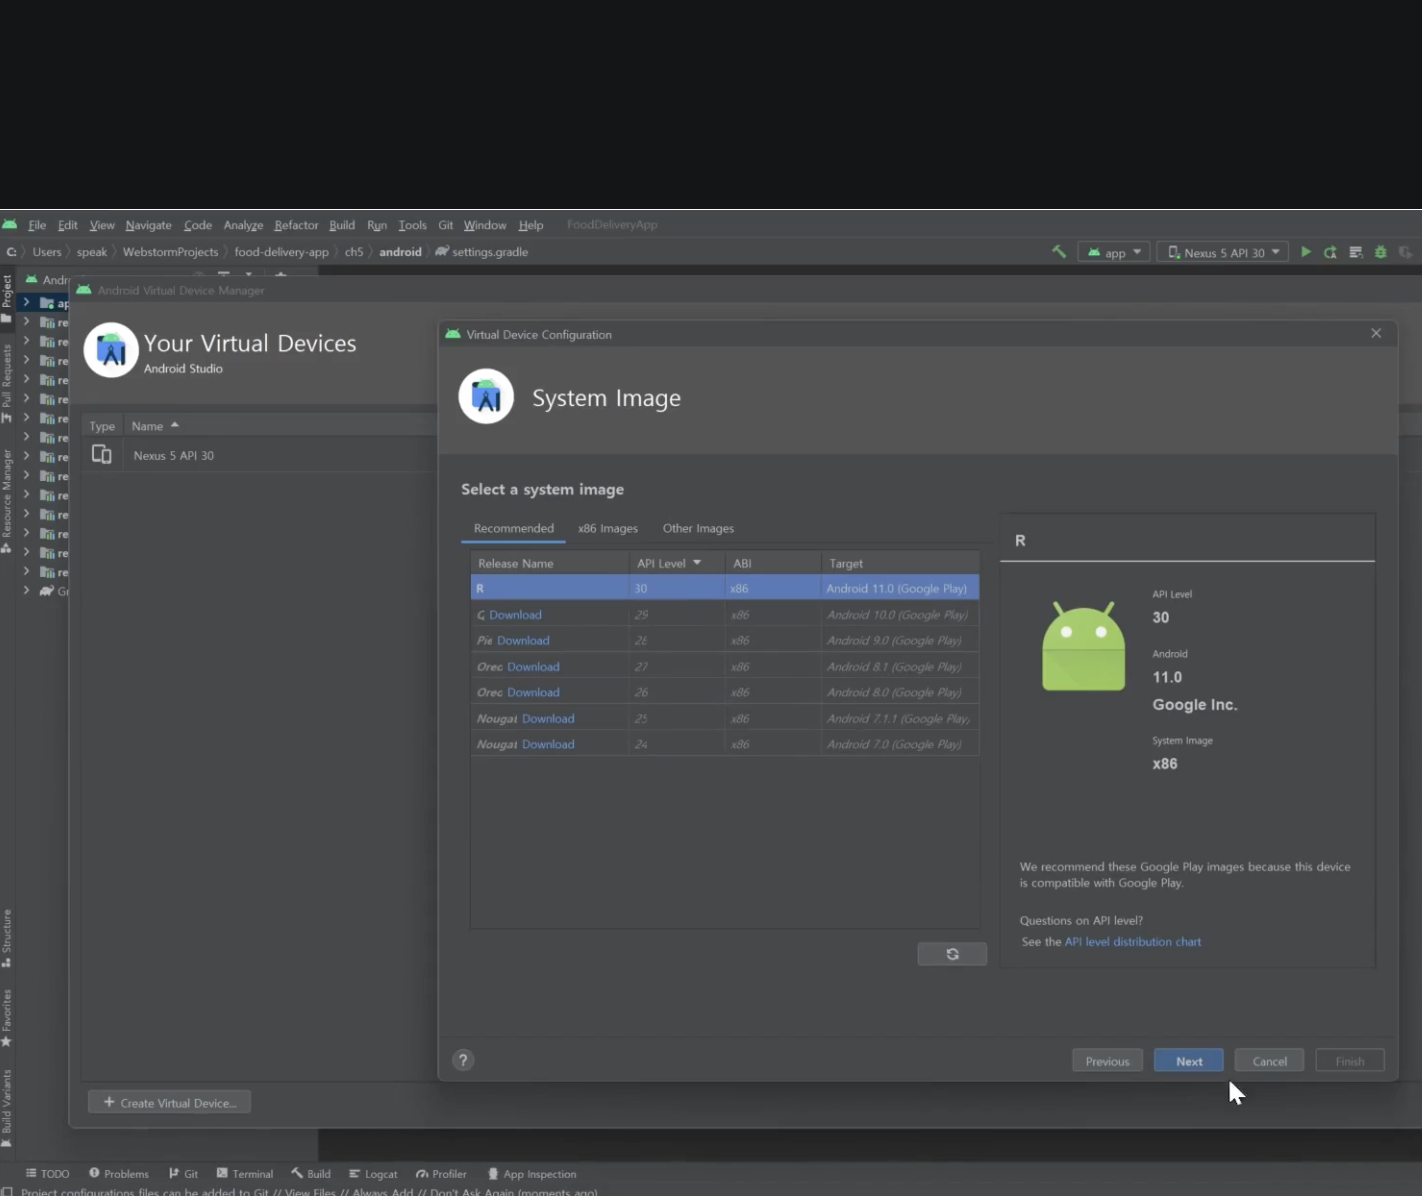 File Edit View Navigate Code Analyze Refactor Build Run Tools Git Window Help FoodDeliveryApp
C: Users speak WebstormProjects food-delivery-app ch5 android settings.gradle app Nexus 5 API 30
Project
Pull Requests
Resource Manager
Structure
Favorites
Build Variants
Andr
ap
re
re
re
re
re
re
re
re
re
re
re
re
re
re
Gr
Android Virtual Device Manager
Your Virtual Devices
Android Studio
Type Name
Nexus 5 API 30
+ Create Virtual Device...
Virtual Device Configuration
System Image
Select a system image
Recommended x86 Images Other Images
Release Name API Level ABI Target
R 30 x86 Android 11.0 (Google Play)
Download 29 x86 Android 10.0 (Google Play)
Pie Download x86 Android 9.0 (Google Play)
Oreo Download 27 x86 Android 8.1 (Google Play)
Oreo Download 26 x86 Android 8.0 (Google Play)
Nougat Download 25 x86 Android 7.1.1 (Google Play)
Nougat Download 24 x86 Android 7.0 (Google Play)
R
API Level
30
Android
11.0
Google Inc.
System Image
x86
We recommend these Google Play images because this device
is compatible with Google Play.
Questions on API level?
See the API level distribution chart
? Previous Next Cancel Finish
TODO Problems Git Terminal Build Logcat Profiler App Inspection
Project configurations files can be added to Git // View Files // Always Add // Don't Ask Again (moments ago)